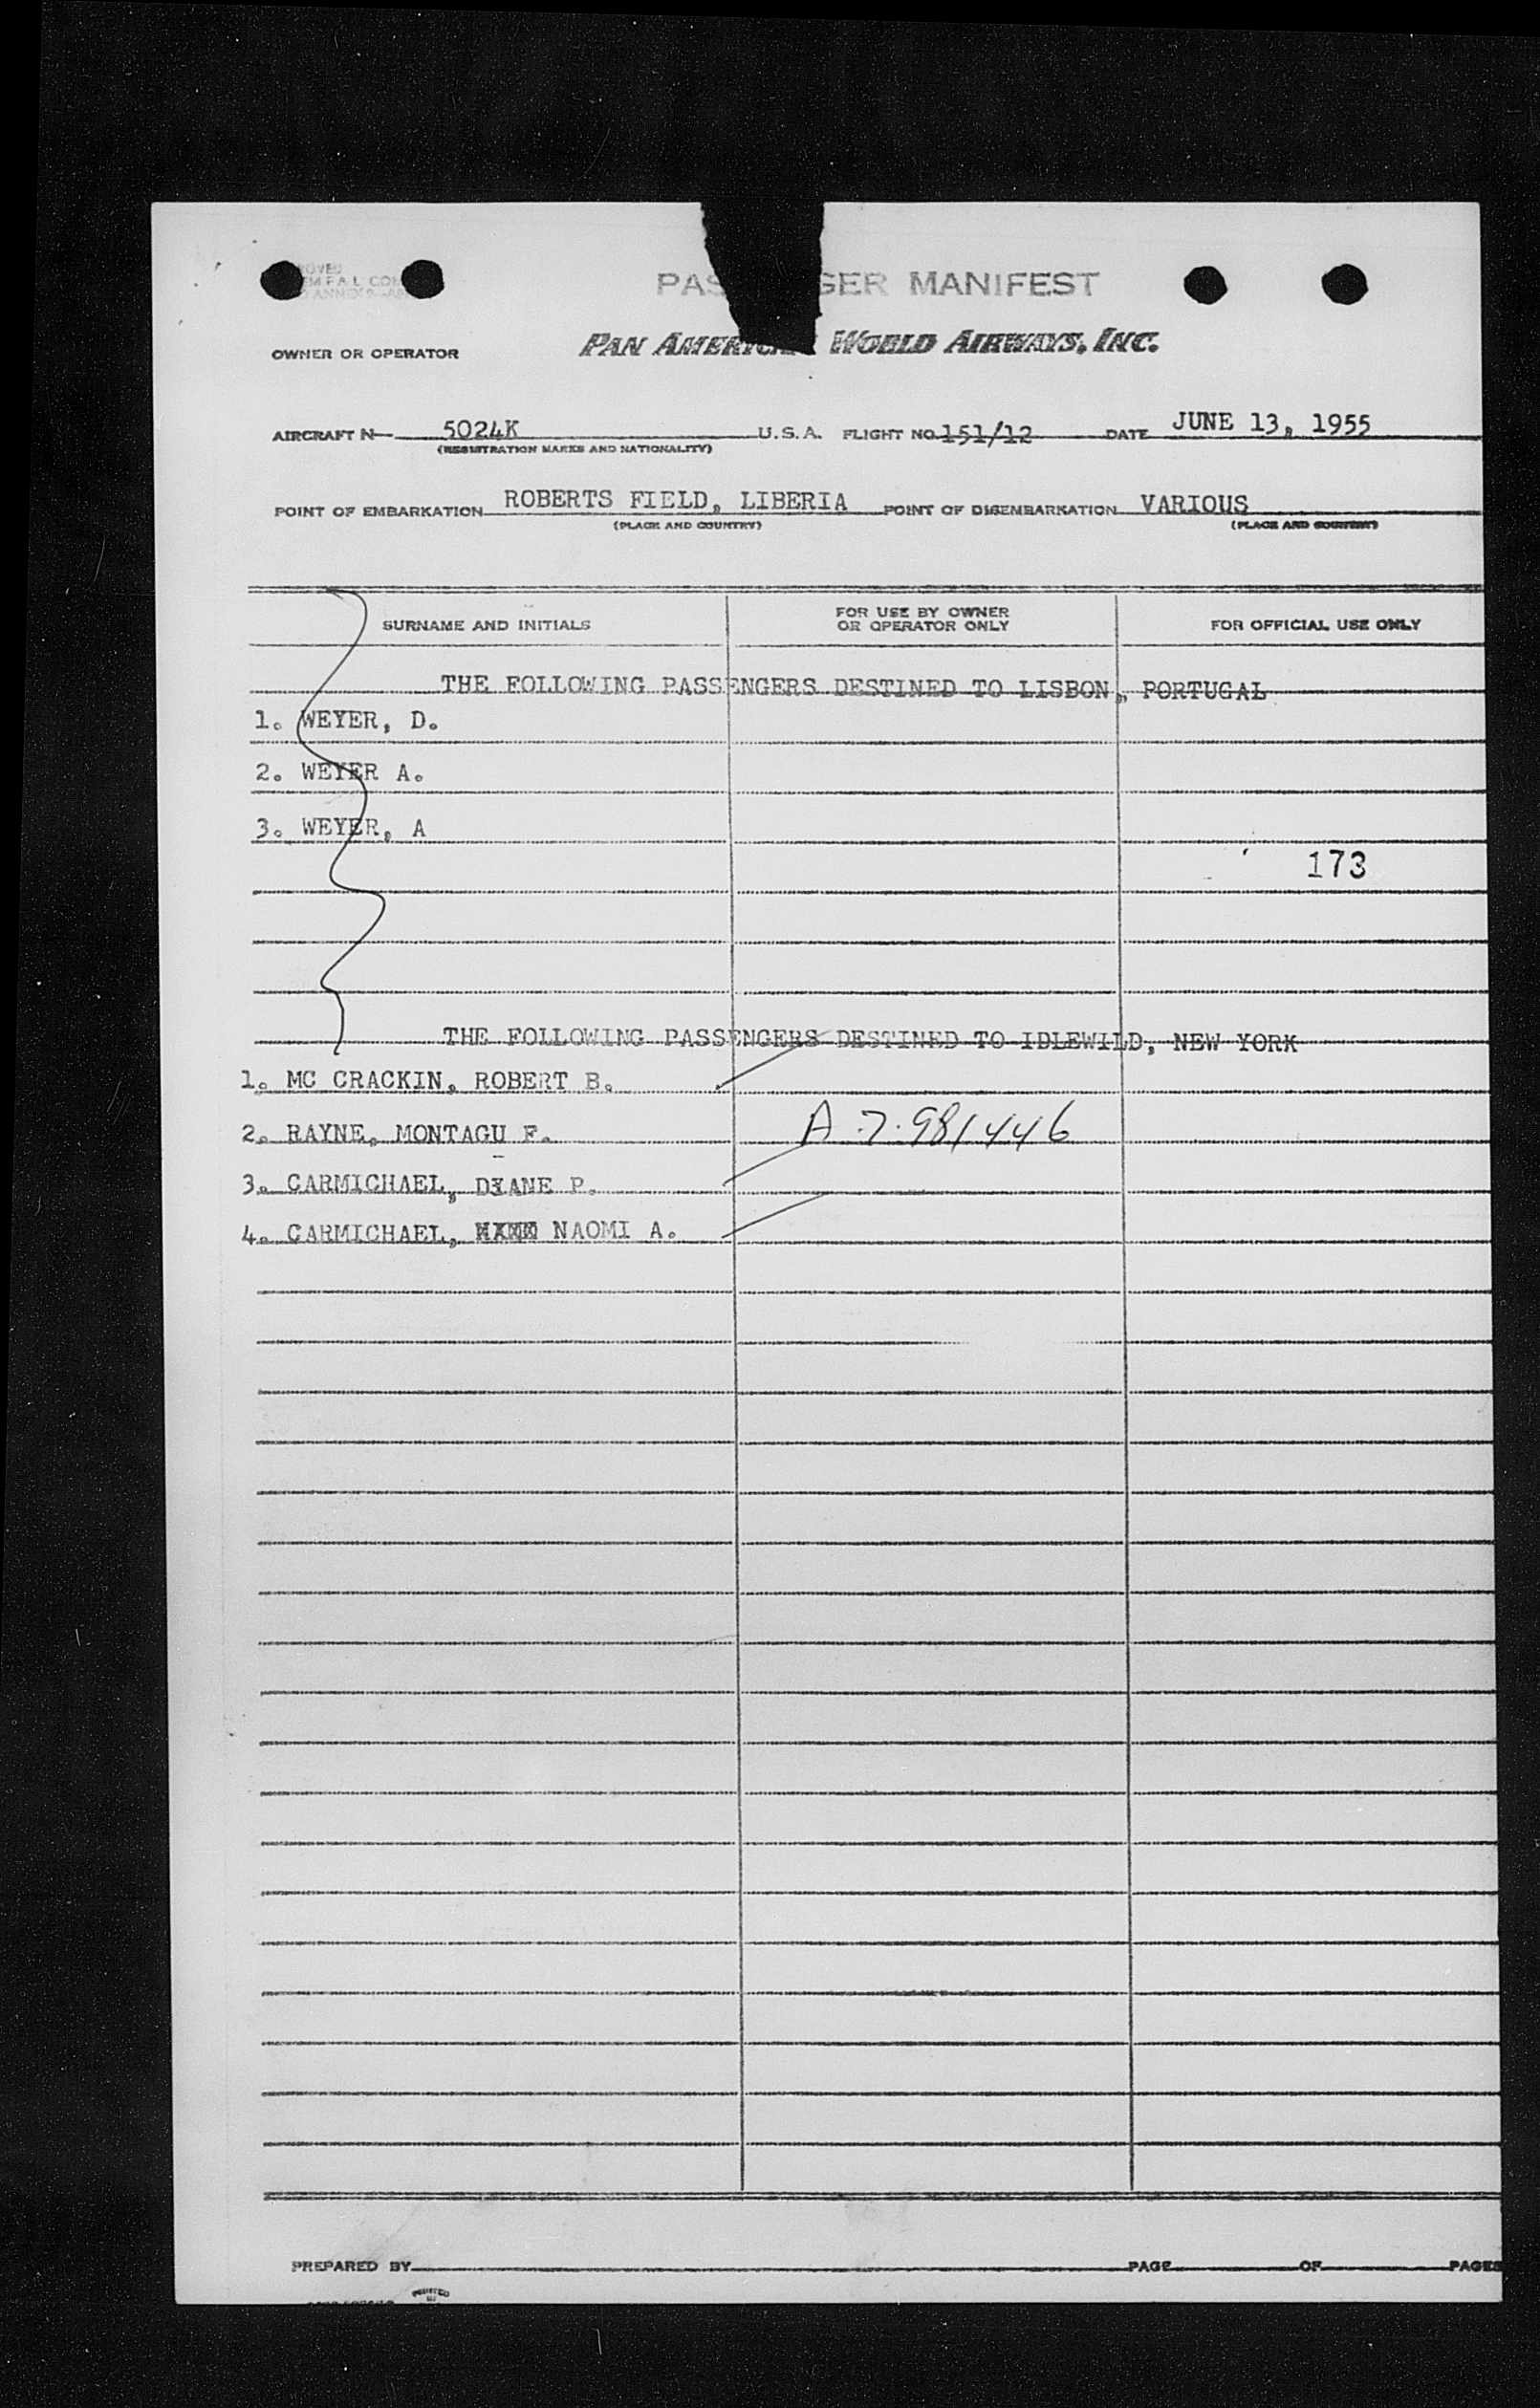 PASSENGER MANIFEST
OWNER OR OPERATOR PAN AMERICAN WORLD AIRWAYS, INC.
AIRCRAFT N 5024K U.S.A. FLIGHT NO. 151/12 DATE JUNE 13, 1955
(REGISTRATION MARKS AND NATIONALITY)
POINT OF EMBARKATION ROBERTS FIELD, LIBERIA POINT OF DISEMBARKATION VARIOUS
(PLACE AND COUNTRY) (PLACE AND COUNTRY)
SURNAME AND INITIALS FOR USE BY OWNER OR OPERATOR ONLY FOR OFFICIAL USE ONLY
THE FOLLOWING PASSENGERS DESTINED TO LISBON, PORTUGAL
1. WEYER, D.
2. WEYER A.
3. WEYER, A
173
THE FOLLOWING PASSENGERS DESTINED TO IDLEWILD, NEW YORK
1. MC CRACKIN, ROBERT B.
2. RAYNE, MONTAGU F. A.7.981446
3. CARMICHAEL, DIANE P.
4. CARMICHAEL, NAOMI A.
PREPARED BY PAGE OF PAGES